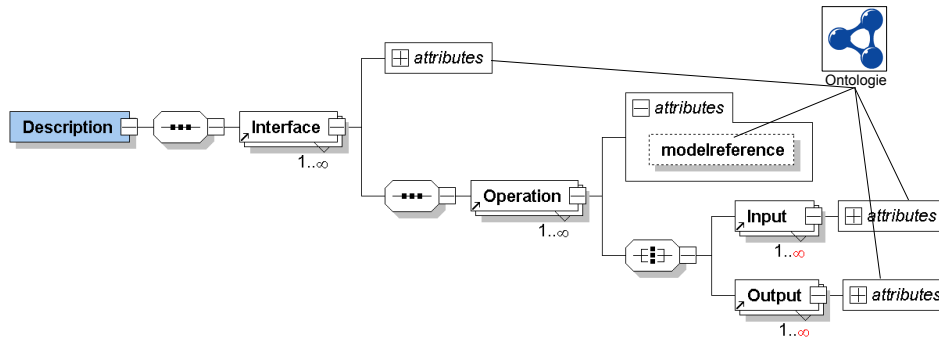 Ontologie
attributes
attributes
modelreference
Description
Interface
1..∞
Operation
1..∞
Input
attributes
1..∞
Output
attributes
1..∞